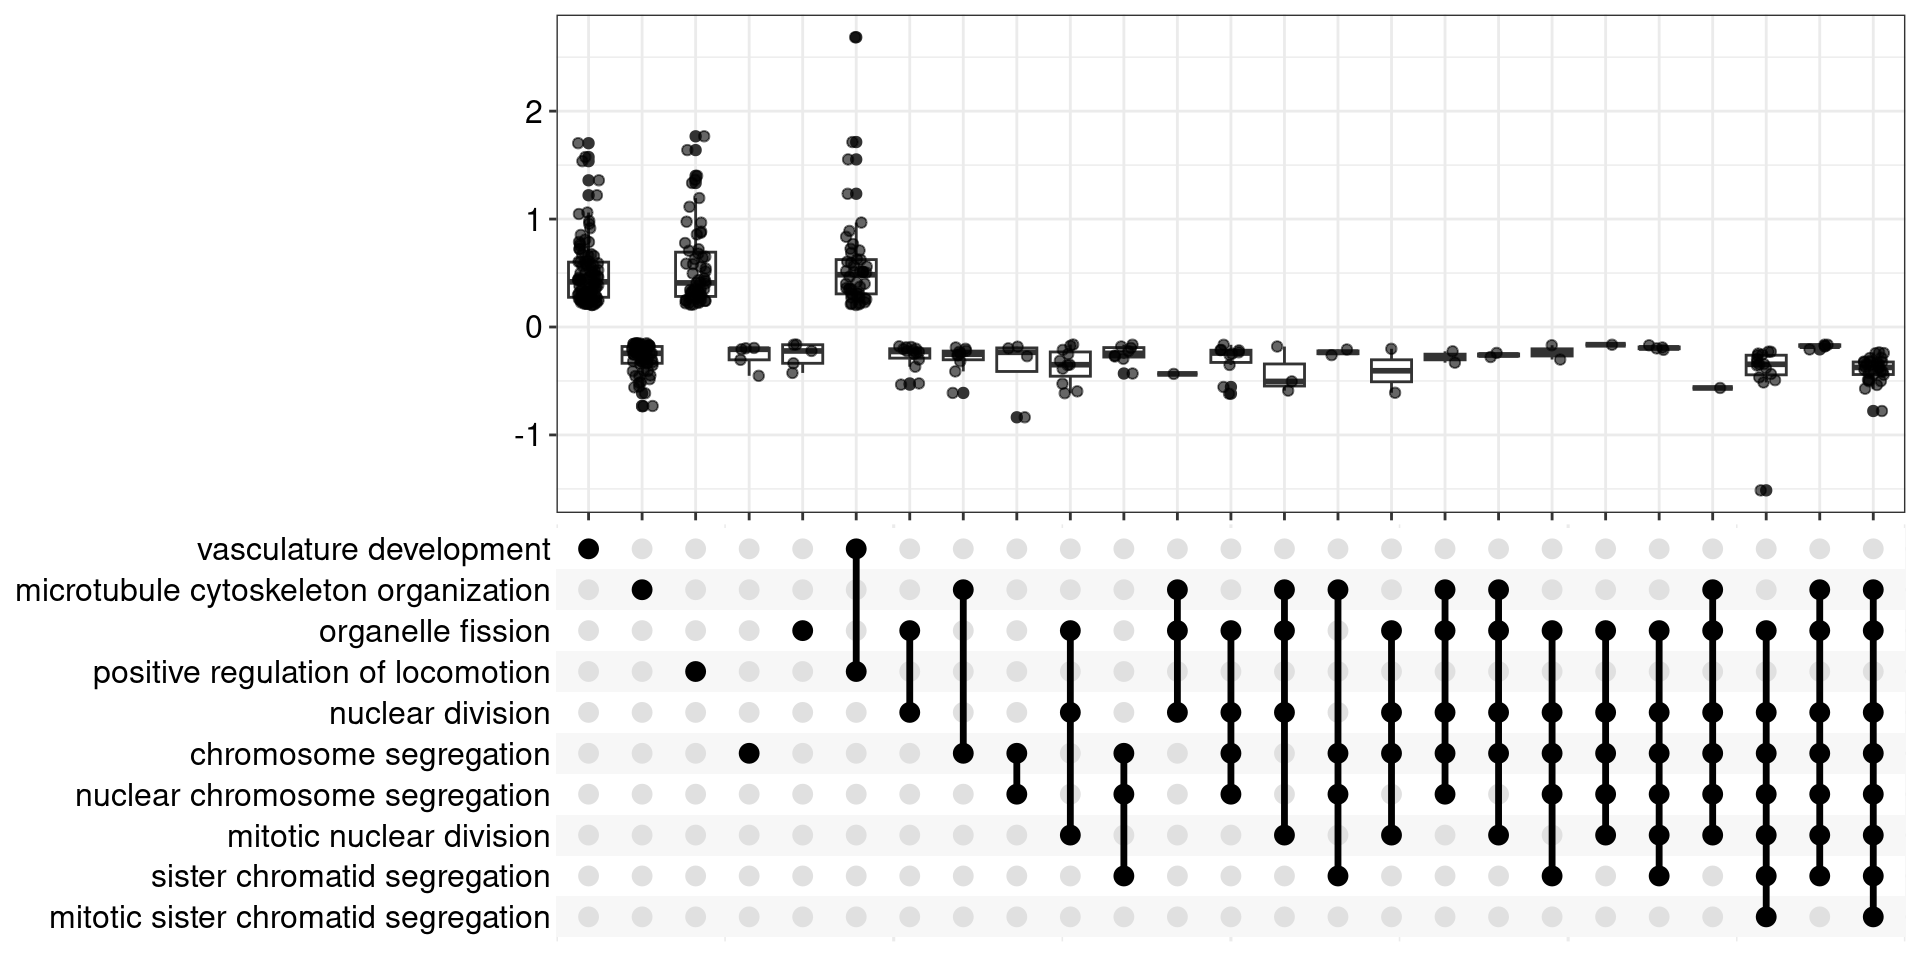 2
1
0
-1
vasculature development
microtubule cytoskeleton organization
organelle fission
positive regulation of locomotion
nuclear division
chromosome segregation
nuclear chromosome segregation
mitotic nuclear division
sister chromatid segregation
mitotic sister chromatid segregation